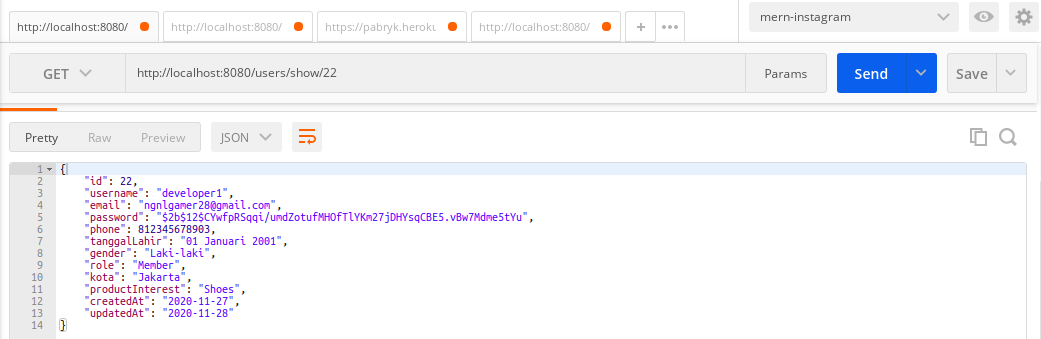 http://localhost:8080/ http://localhost:8080/ https://pabryk.heroku http://localhost:8080/ + ••• mern-instagram
GET http://localhost:8080/users/show/22 Params Send Save
Pretty Raw Preview JSON
1 {
2 "id": 22,
3 "username": "developer1",
4 "email": "ngnlgamer28@gmail.com",
5 "password": "$2b$12$CYwfpRSqqi/umdZotufMHOfTlYKm27jDHYsqCBE5.vBw7Mdme5tYu",
6 "phone": 812345678903,
7 "tanggalLahir": "01 Januari 2001",
8 "gender": "Laki-laki",
9 "role": "Member",
10 "kota": "Jakarta",
11 "productInterest": "Shoes",
12 "createdAt": "2020-11-27",
13 "updatedAt": "2020-11-28"
14 }